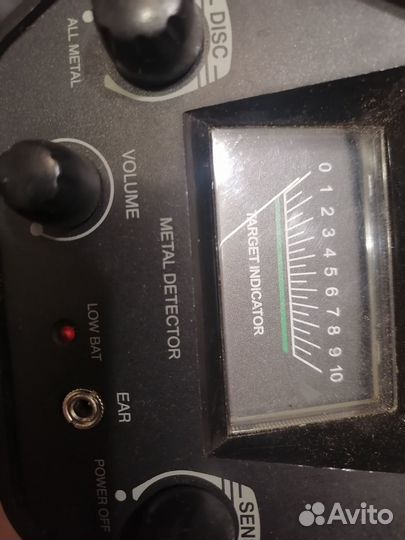 DISC
ALL METAL
VOLUME
METAL DETECTOR
LOW BAT
EAR
POWER OFF
SEN
0 1 2 3 4 5 6 7 8 9 10
TARGET INDICATOR
Avito